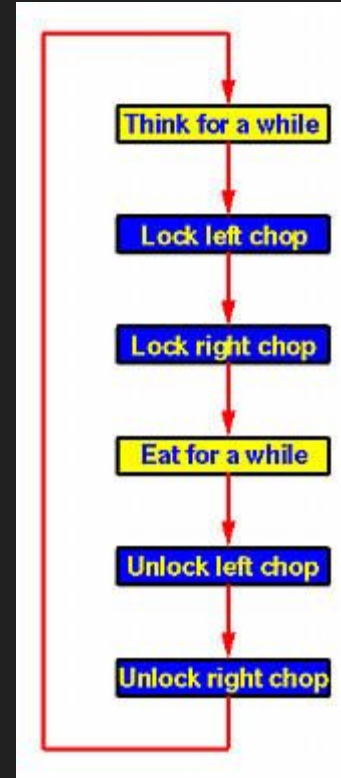 Think for a while
Lock left chop
Lock right chop
Eat for a while
Unlock left chop
Unlock right chop